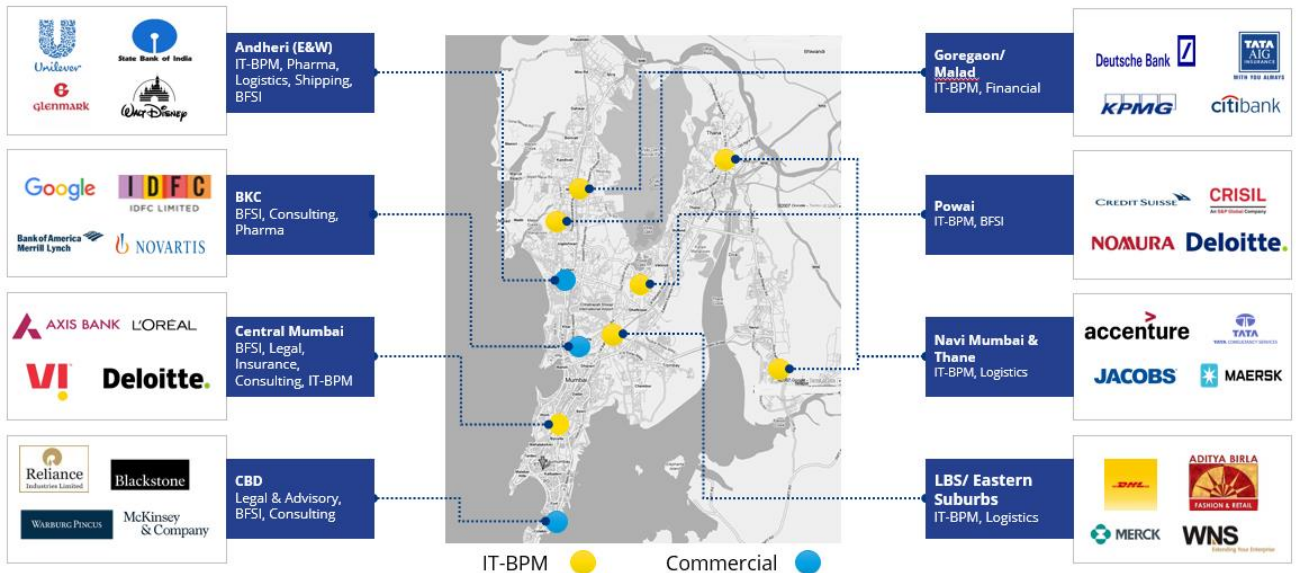 Unilever
State Bank of India
glenmark
WALT DISNEY
Andheri (E&W)
IT-BPM, Pharma,
Logistics, Shipping,
BFSI
Google
IDFC
IDFC LIMITED
Bank of America
Merrill Lynch
NOVARTIS
BKC
BFSI, Consulting,
Pharma
AXIS BANK
L'ORÉAL
VI
Deloitte.
Central Mumbai
BFSI, Legal,
Insurance,
Consulting, IT-BPM
Reliance
Industries Limited
Blackstone
WARBURG PINCUS
McKinsey
& Company
CBD
Legal & Advisory,
BFSI, Consulting
Thane
Mumbai
IT-BPM
Commercial
Goregaon/
Malad
IT-BPM, Financial
Deutsche Bank
TATA
AIG
INSURANCE
WITH YOU ALWAYS
KPMG
citibank
Powai
IT-BPM, BFSI
CREDIT SUISSE
CRISIL
An S&P Global Company
NOMURA
Deloitte.
Navi Mumbai &
Thane
IT-BPM, Logistics
accenture
TATA
TATA CONSULTANCY SERVICES
JACOBS
MAERSK
LBS/ Eastern
Suburbs
IT-BPM, Logistics
DHL
ADITYA BIRLA
FASHION & RETAIL
MERCK
WNS
Extending Your Enterprise